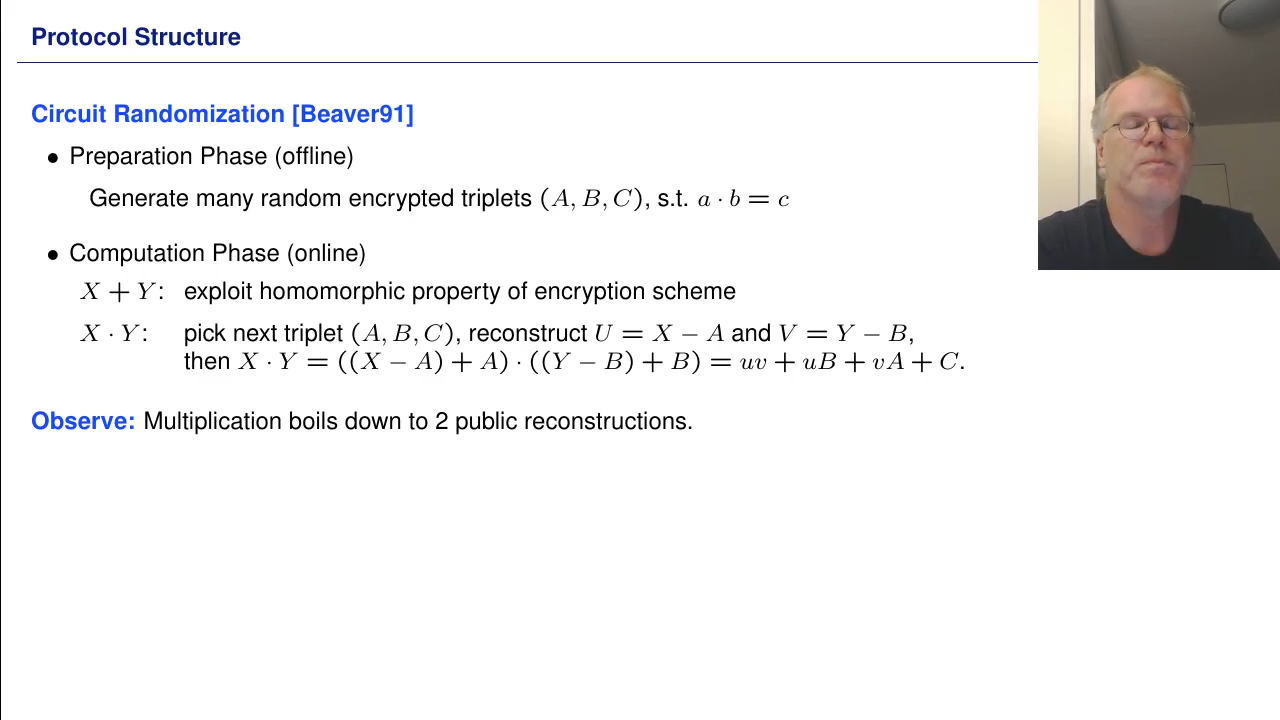 Protocol Structure
Circuit Randomization [Beaver91]
• Preparation Phase (offline)
Generate many random encrypted triplets (A, B, C), s.t. a · b = c
• Computation Phase (online)
X + Y: exploit homomorphic property of encryption scheme
X · Y: pick next triplet (A, B, C), reconstruct U = X − A and V = Y − B,
then X · Y = ((X − A) + A) · ((Y − B) + B) = uv + uB + vA + C.
Observe: Multiplication boils down to 2 public reconstructions.